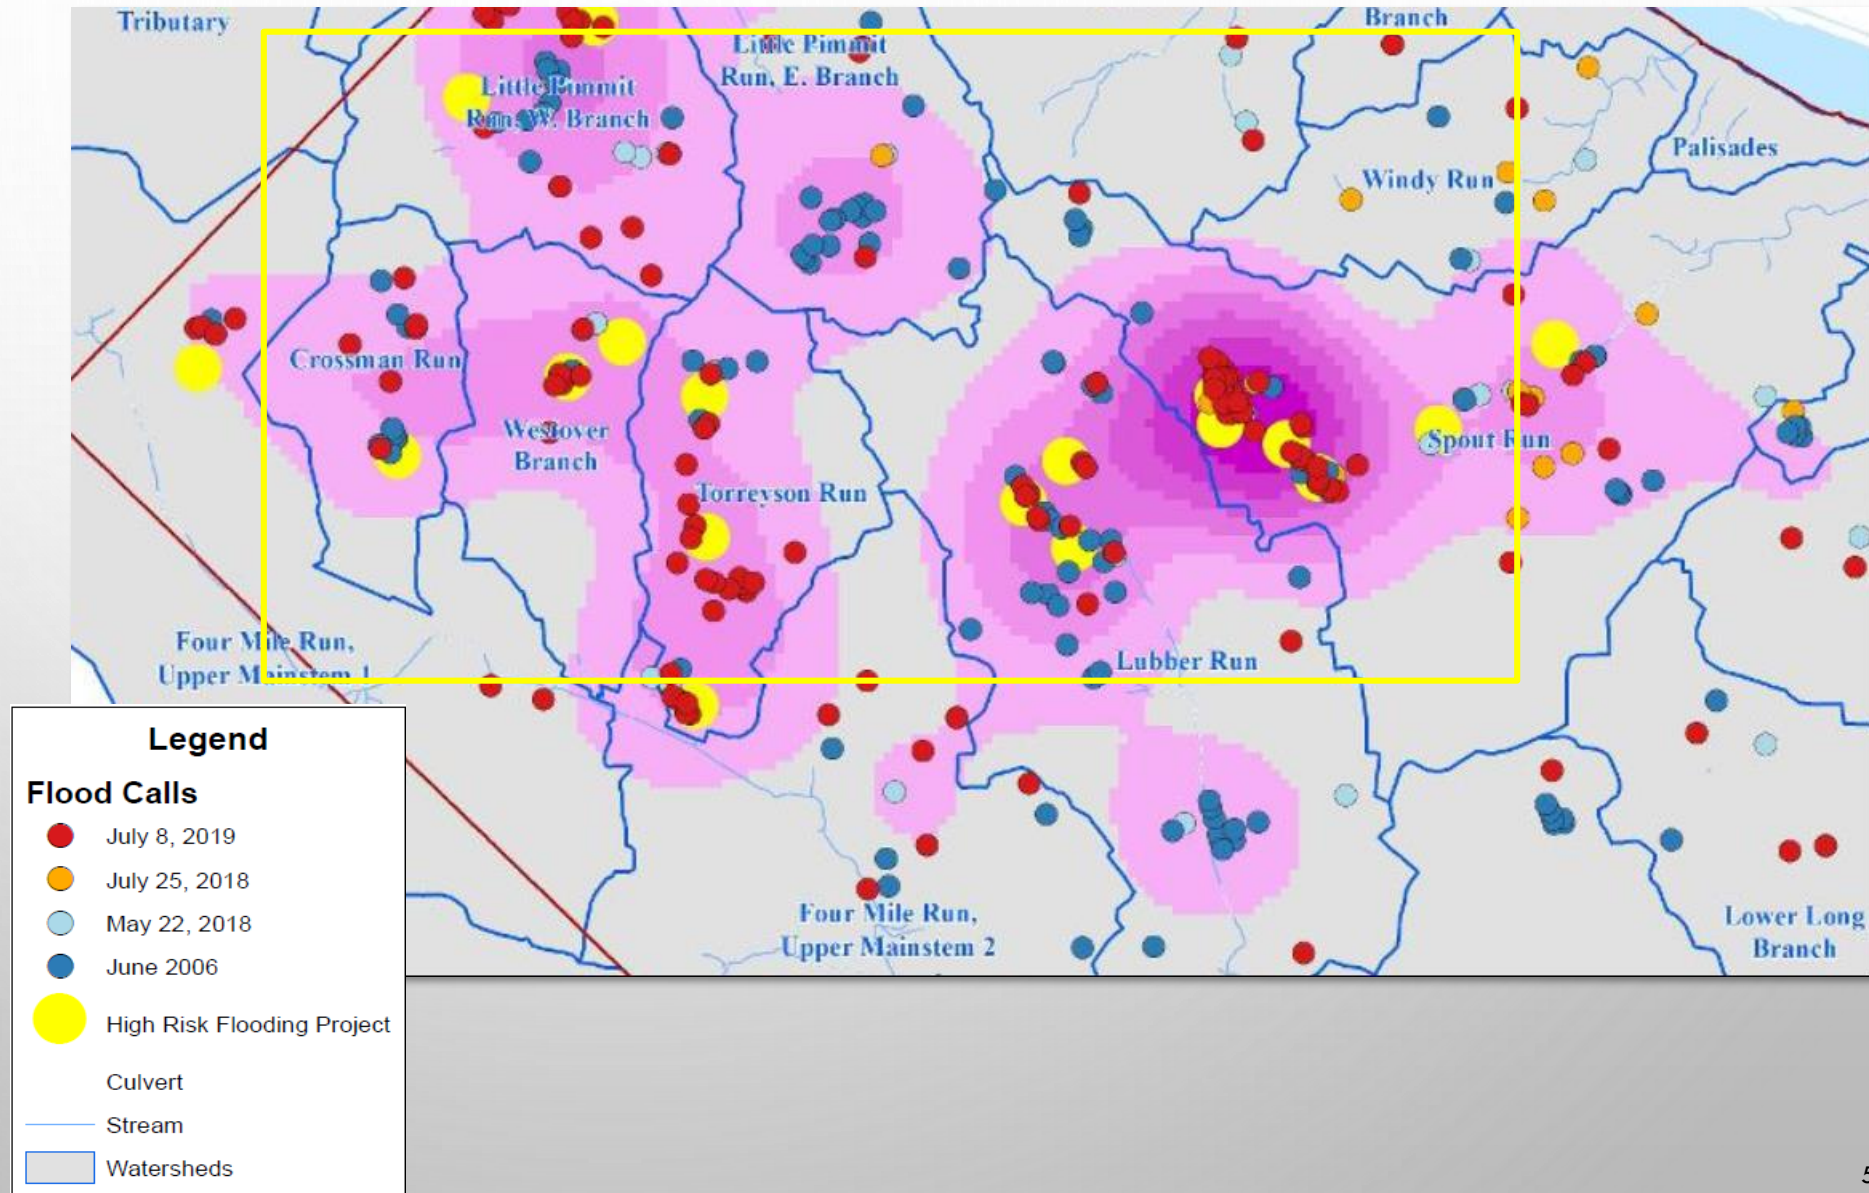 Tributary
Branch
Little Pimmit
Run, E. Branch
Little Pimmit
Run, W. Branch
Palisades
Windy Run
Crossman Run
Westover
Branch
Spout Run
Torreyson Run
Four Mile Run,
Upper Mainstem 1
Lubber Run
Four Mile Run,
Upper Mainstem 2
Lower Long
Branch
Legend
Flood Calls
July 8, 2019
July 25, 2018
May 22, 2018
June 2006
High Risk Flooding Project
Culvert
Stream
Watersheds
5